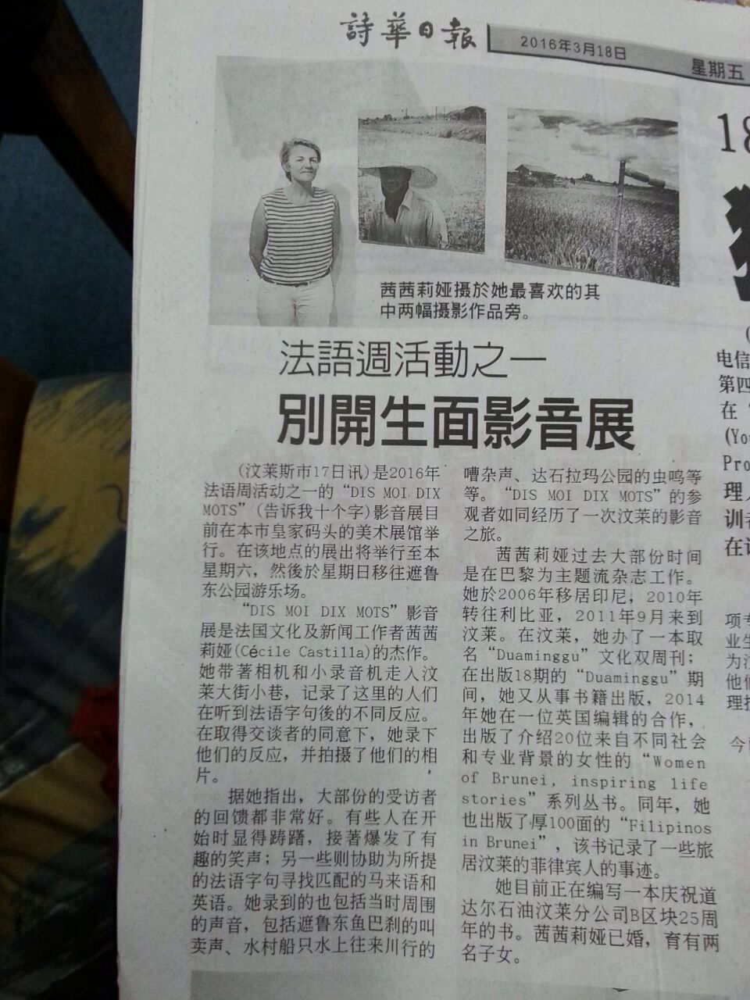 詩華日報
2016年3月18日
星期五
18
茜茜莉娅摄於她最喜欢的其
中两幅摄影作品旁。
法語週活動之一
別開生面影音展
(汶莱斯市17日讯)是2016年
法语周活动之一的“DIS MOI DIX
MOTS”(告诉我十个字)影音展目
前在本市皇家码头的美术展馆举
行。在该地点的展出将举行至本
星期六，然後於星期日移往遮鲁
东公园游乐场。
“DIS MOI DIX MOTS”影音
展是法国文化及新闻工作者茜茜
莉娅(Cécile Castilla)的杰作。
她带著相机和小录音机走入汶
莱大街小巷，记录了这里的人们
在听到法语字句後的不同反应。
在取得交谈者的同意下，她录下
他们的反应，并拍摄了他们的相
片。
据她指出，大部份的受访者
的回馈都非常好。有些人在开
始时显得踌躇，接著爆发了有
趣的笑声；另一些则协助为所提
的法语字句寻找匹配的马来语和
英语。她录到的也包括当时周围
的声音，包括遮鲁东鱼巴刹的叫
卖声、水村船只水上往来川行的
嘈杂声、达石拉玛公园的虫鸣等
等。“DIS MOI DIX MOTS”的参
观者如同经历了一次汶莱的影音
之旅。
茜茜莉娅过去大部份时间
是在巴黎为主题流杂志工作。
她於2006年移居印尼，2010年
转往利比亚，2011年9月来到
汶莱。在汶莱，她办了一本取
名“Duaminggu”文化双周刊；
在出版18期的“Duaminggu”期
间，她又从事书籍出版，2014
年她在一位英国编辑的合作，
出版了介绍20位来自不同社会
和专业背景的女性的“Women
of Brunei, inspiring life
stories”系列丛书。同年，她
也出版了厚100面的“Filipinos
in Brunei”，该书记录了一些旅
居汶莱的菲律宾人的事迹。
她目前正在编写一本庆祝道
达尔石油汶莱分公司B区块25周
年的书。茜茜莉娅已婚，育有两
名子女。
电信
第四
在“
(You
Pro
理
训
在
项专
业生
为
他们
理
今